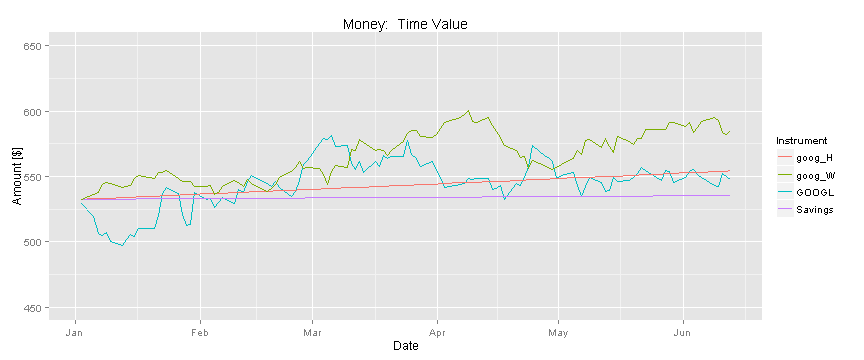 Money:  Time Value
650
600
550
500
450
Amount [$]
Jan Feb Mar Apr May Jun
Date
Instrument
goog_H
goog_W
GOOGL
Savings